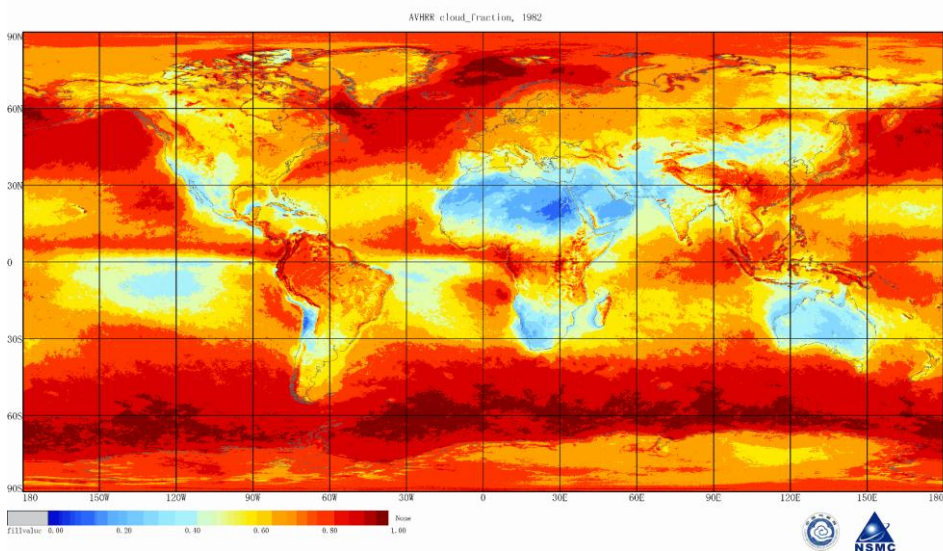 AVHRR cloud_fraction, 1982
90N
60N
30N
0
30S
60S
90S
180 150W 120W 90W 60W 30W 0 30E 60E 90E 120E 150E 180
None
fillvalue 0.00 0.20 0.40 0.60 0.80 1.00
NSMC